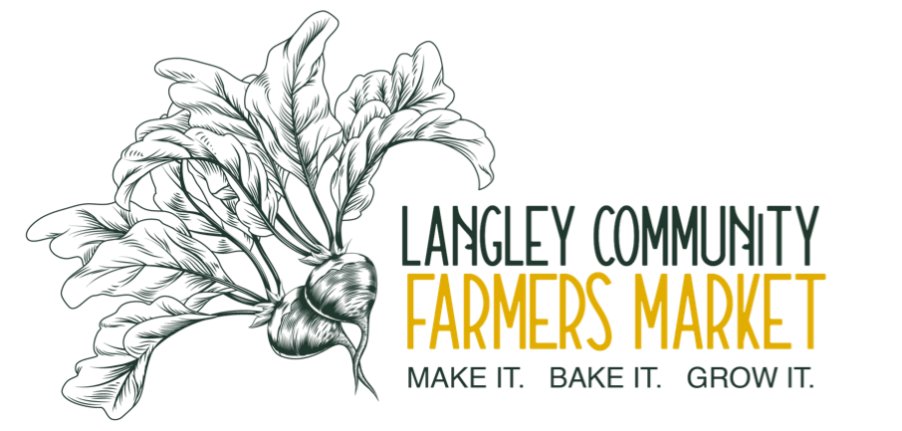 LANGLEY COMMUNITY
FARMERS MARKET
MAKE IT. BAKE IT. GROW IT.